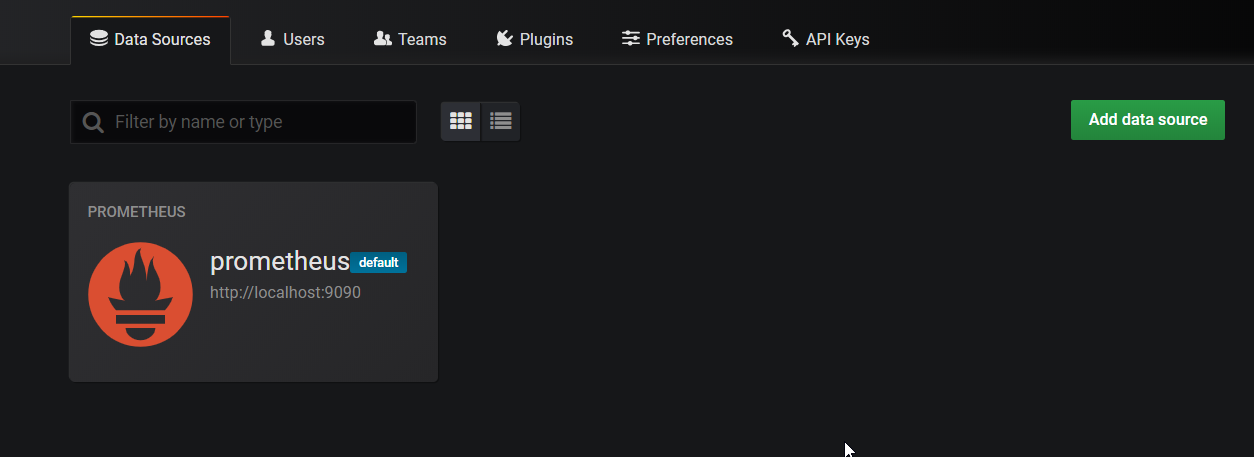 Data Sources Users Teams Plugins Preferences API Keys
Filter by name or type Add data source
PROMETHEUS
prometheus default
http://localhost:9090